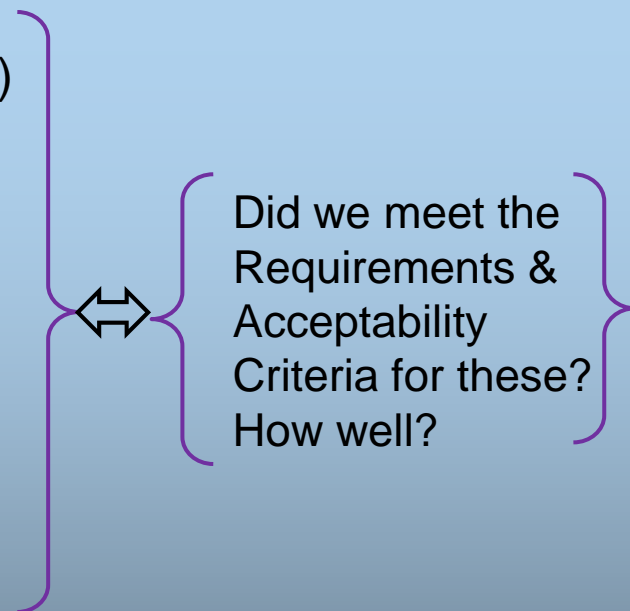 )
Did we meet the
Requirements &
Acceptability
Criteria for these?
How well?